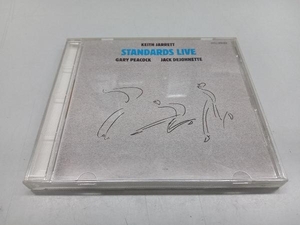 KEITH JARRETT
STANDARDS LIVE
GARY PEACOCK JACK DEJOHNETTE